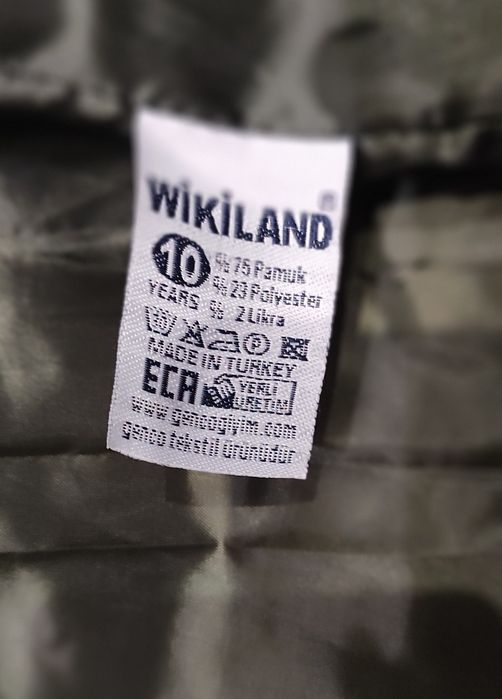 WiKiLAND
10 %75 Pamuk
YEARS %23 Polyester
% 2 Likra
MADE IN TURKEY
ECA YERLİ
ÜRETİM
www.gencogiyim.com
genco tekstil ürünüdür